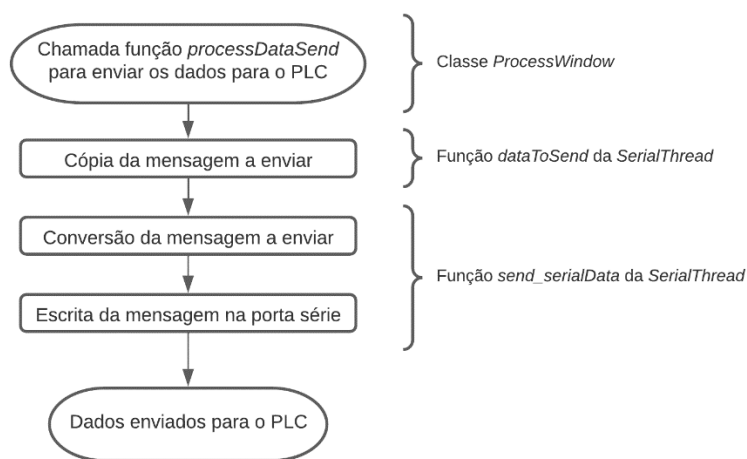 Chamada função processDataSend
para enviar os dados para o PLC
Classe ProcessWindow
Cópia da mensagem a enviar
Função dataToSend da SerialThread
Conversão da mensagem a enviar
Função send_serialData da SerialThread
Escrita da mensagem na porta série
Dados enviados para o PLC